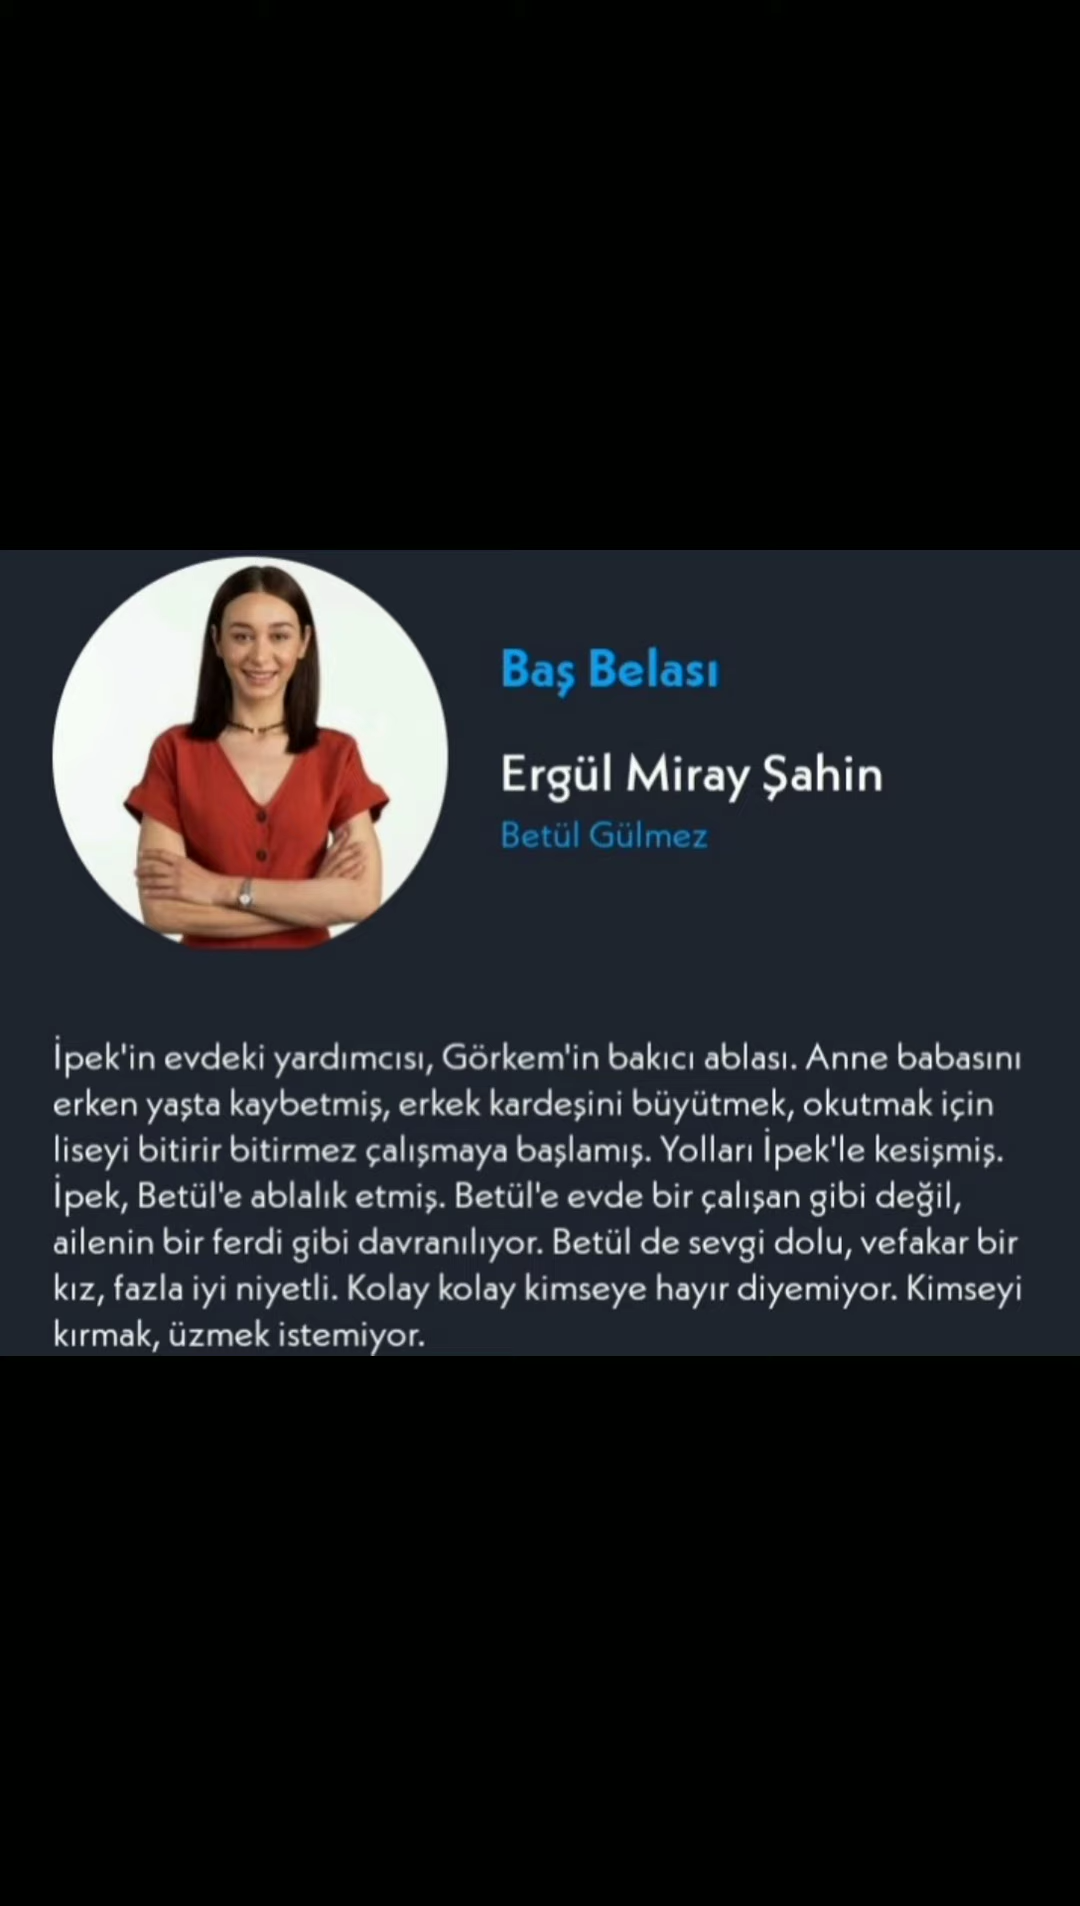 Baş Belası
Ergül Miray Şahin
Betül Gülmez
İpek'in evdeki yardımcısı, Görkem'in bakıcı ablası. Anne babasını
erken yaşta kaybetmiş, erkek kardeşini büyütmek, okutmak için
liseyi bitirir bitirmez çalışmaya başlamış. Yolları İpek'le kesişmiş.
İpek, Betül'e ablalık etmiş. Betül'e evde bir çalışan gibi değil,
ailenin bir ferdi gibi davranılıyor. Betül de sevgi dolu, vefakar bir
kız, fazla iyi niyetli. Kolay kolay kimseye hayır diyemiyor. Kimseyi
kırmak, üzmek istemiyor.